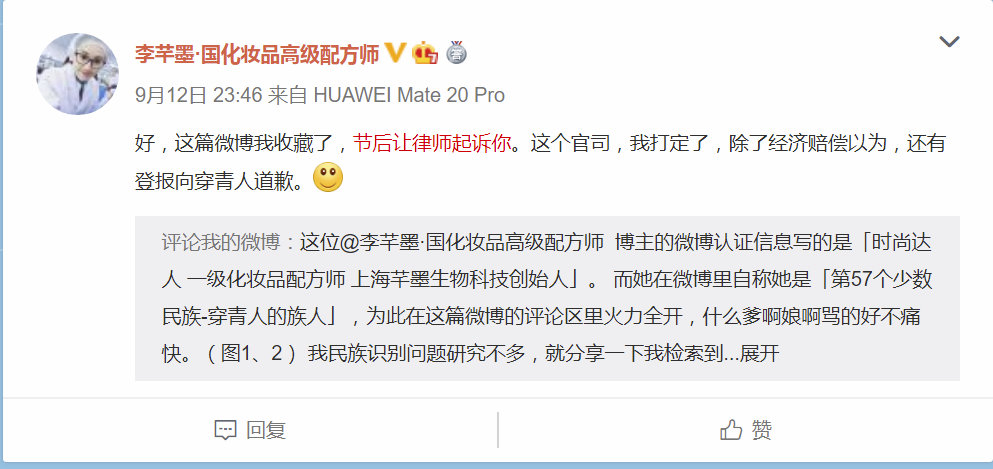 李芊墨·国化妆品高级配方师
9月12日 23:46 来自 HUAWEI Mate 20 Pro
好，这篇微博我收藏了，节后让律师起诉你。这个官司，我打定了，除了经济赔偿以为，还有
登报向穿青人道歉。
评论我的微博：这位@李芊墨·国化妆品高级配方师 博主的微博认证信息写的是「时尚达
人 一级化妆品配方师 上海芊墨生物科技创始人」。 而她在微博里自称她是「第57个少数
民族-穿青人的族人」，为此在这篇微博的评论区里火力全开，什么爹啊娘啊骂的好不痛
快。（图1、2） 我民族识别问题研究不多，就分享一下我检索到...展开
回复
赞